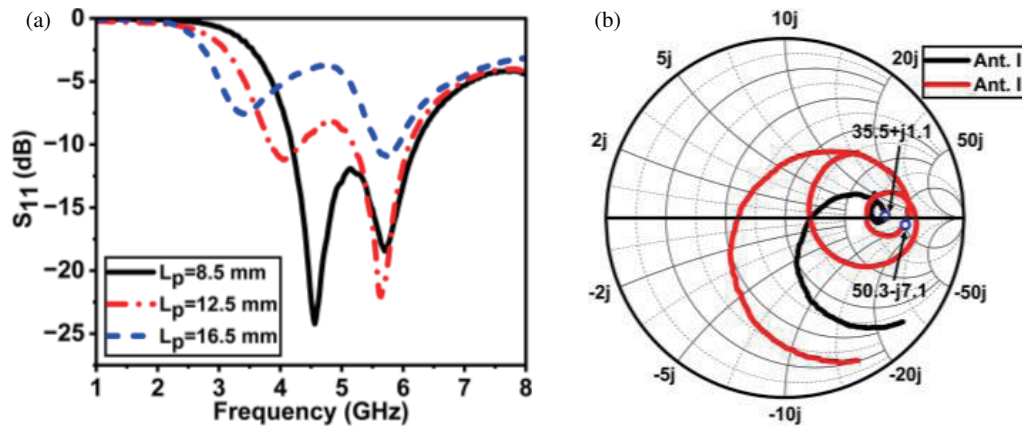 (a)
S11 (dB)
0
−5
−10
−15
−20
−25
Lp=8.5 mm
Lp=12.5 mm
Lp=16.5 mm
1 2 3 4 5 6 7 8
Frequency (GHz)
(b)
10j
5j
20j
2j
50j
-2j
-50j
-5j
-20j
-10j
Ant. I
Ant. I
35.5+j1.1
50.3-j7.1